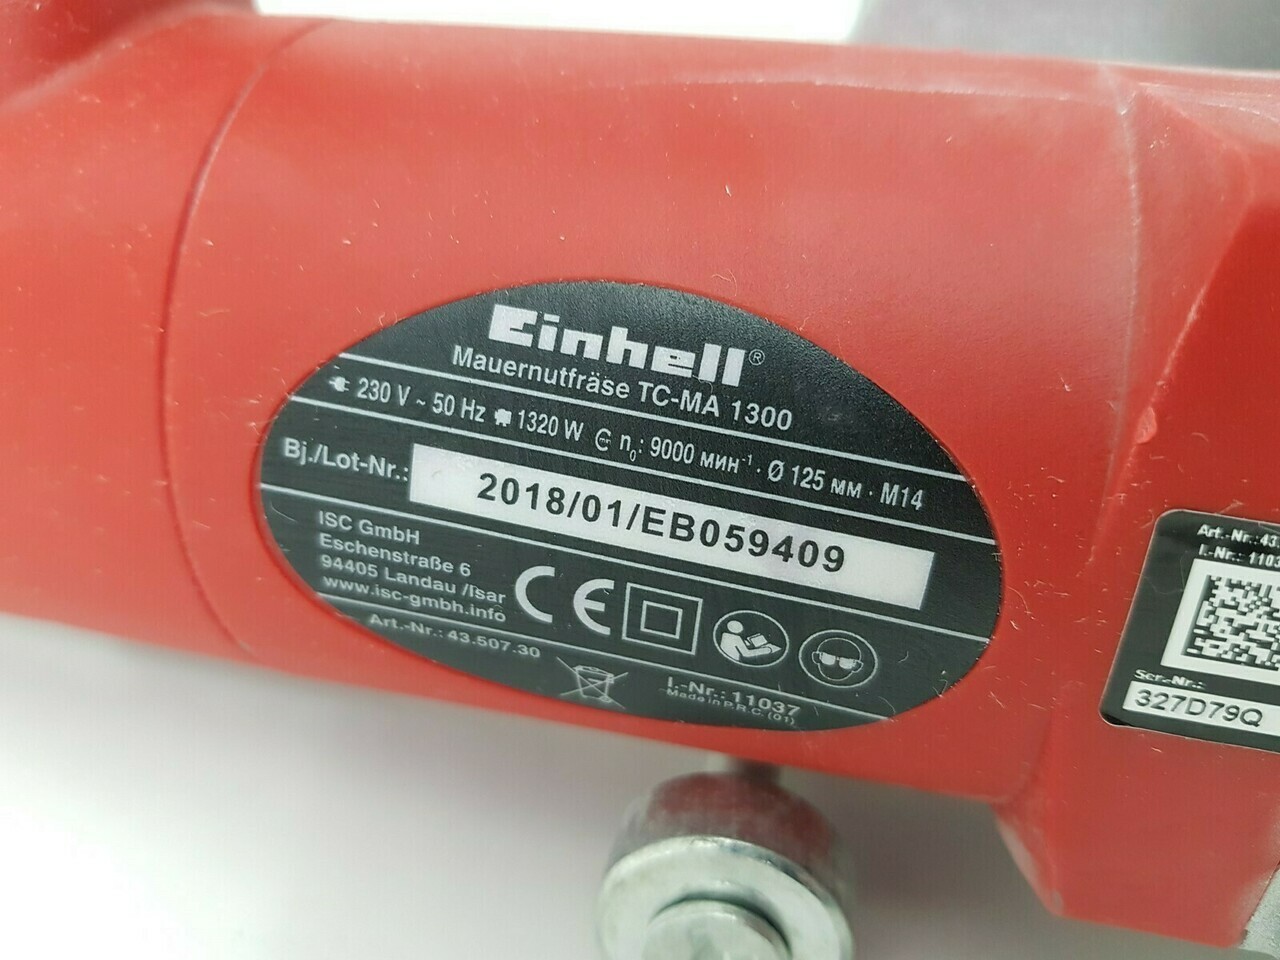 Einhell®
Mauernutfräse TC-MA 1300
230 V ~ 50 Hz 1320 W n₀: 9000 мин⁻¹ · Ø 125 мм · M14
Bj./Lot-Nr.: 2018/01/EB059409
ISC GmbH
Eschenstraße 6
94405 Landau /Isar
www.isc-gmbh.info
CE
Art.-Nr.: 43.507.30
I.-Nr.: 11037
Made in P.R.C. (01)
Art.-Nr.: 43.
I.-Nr.: 1103
Ser.-Nr.:
327D79Q